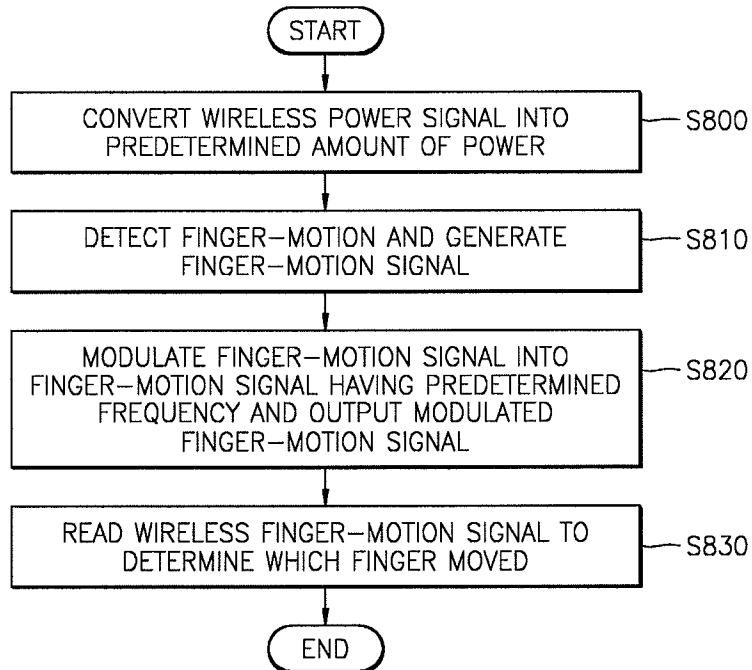 START
CONVERT WIRELESS POWER SIGNAL INTO
PREDETERMINED AMOUNT OF POWER
S800
DETECT FINGER-MOTION AND GENERATE
FINGER-MOTION SIGNAL
S810
MODULATE FINGER-MOTION SIGNAL INTO
FINGER-MOTION SIGNAL HAVING PREDETERMINED
FREQUENCY AND OUTPUT MODULATED
FINGER-MOTION SIGNAL
S820
READ WIRELESS FINGER-MOTION SIGNAL TO
DETERMINE WHICH FINGER MOVED
S830
END